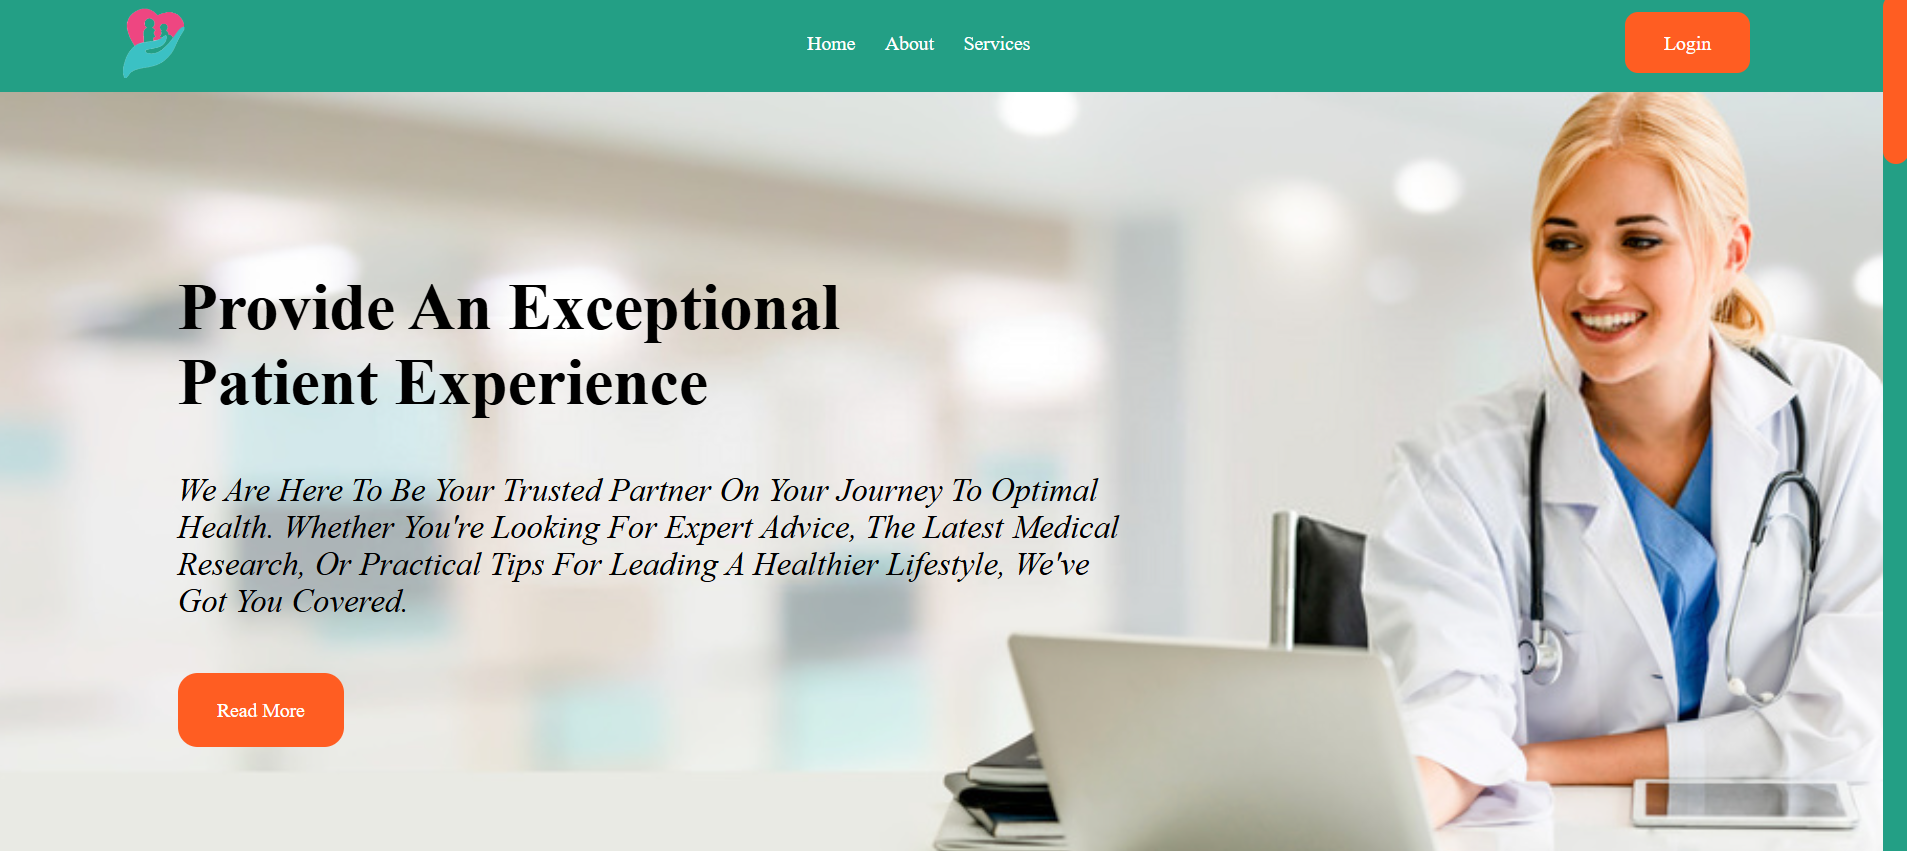 Home About Services Login
Provide An Exceptional
Patient Experience
We Are Here To Be Your Trusted Partner On Your Journey To Optimal
Health. Whether You're Looking For Expert Advice, The Latest Medical
Research, Or Practical Tips For Leading A Healthier Lifestyle, We've
Got You Covered.
Read More